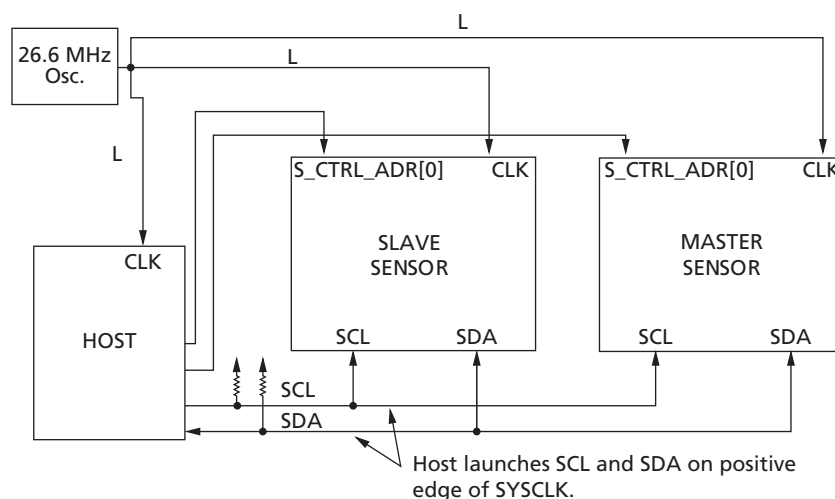 L
26.6 MHz
Osc.
L
L
S_CTRL_ADR[0] CLK
S_CTRL_ADR[0] CLK
CLK
SLAVE
SENSOR
MASTER
SENSOR
HOST
SCL SDA
SCL SDA
SCL
SDA
Host launches SCL and SDA on positive
edge of SYSCLK.